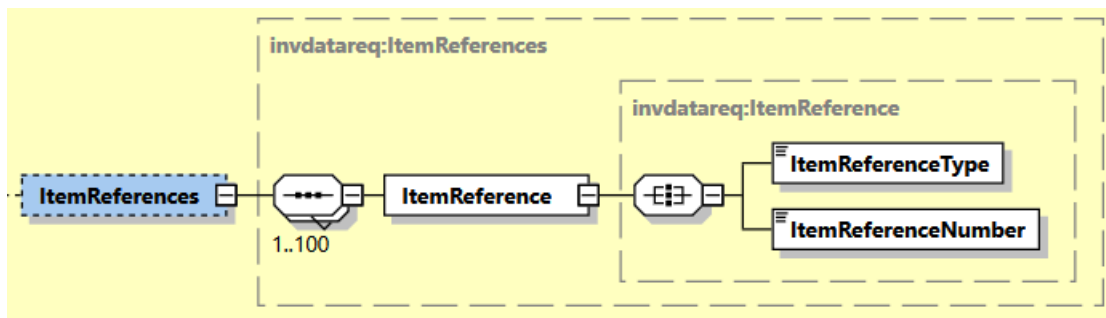 invdatareq:ItemReferences
invdatareq:ItemReference
ItemReferences
ItemReference
ItemReferenceType
ItemReferenceNumber
1..100